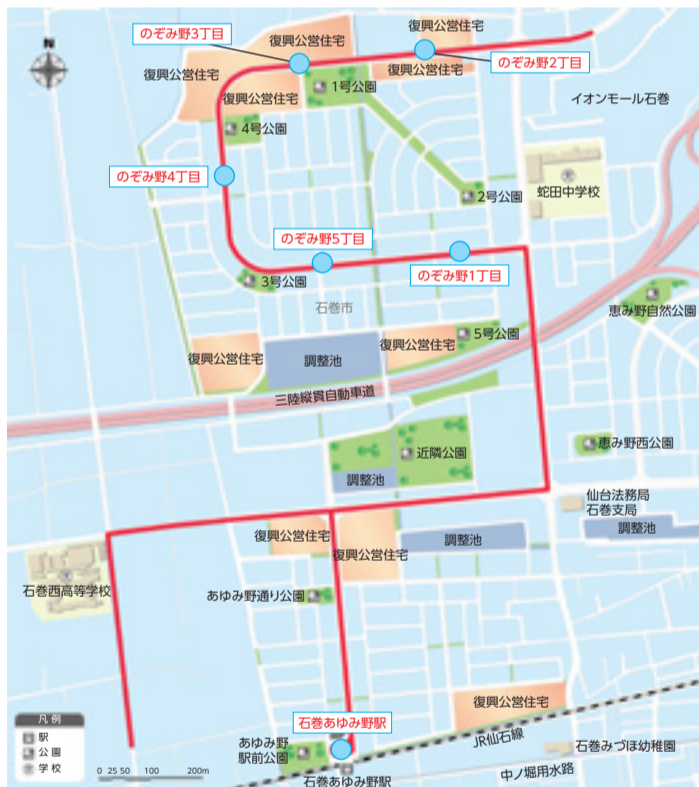 のぞみ野3丁目
復興公営住宅
N
復興公営住宅
復興公営住宅
のぞみ野2丁目
復興公営住宅
1号公園
復興公営住宅
イオンモール石巻
4号公園
のぞみ野4丁目
2号公園
蛇田中学校
のぞみ野5丁目
のぞみ野1丁目
3号公園
石巻市
恵み野自然公園
5号公園
復興公営住宅
調整池
復興公営住宅
三陸縦貫自動車道
近隣公園
恵み野西公園
調整池
仙台法務局
石巻支局
調整池
復興公営住宅
調整池
復興公営住宅
石巻西高等学校
あゆみ野通り公園
復興公営住宅
石巻あゆみ野駅
凡例
駅
公園
学校
あゆみ野
駅前公園
JR仙石線
石巻みづほ幼稚園
0 25 50 100 200m
石巻あゆみ野駅
中ノ堀用水路